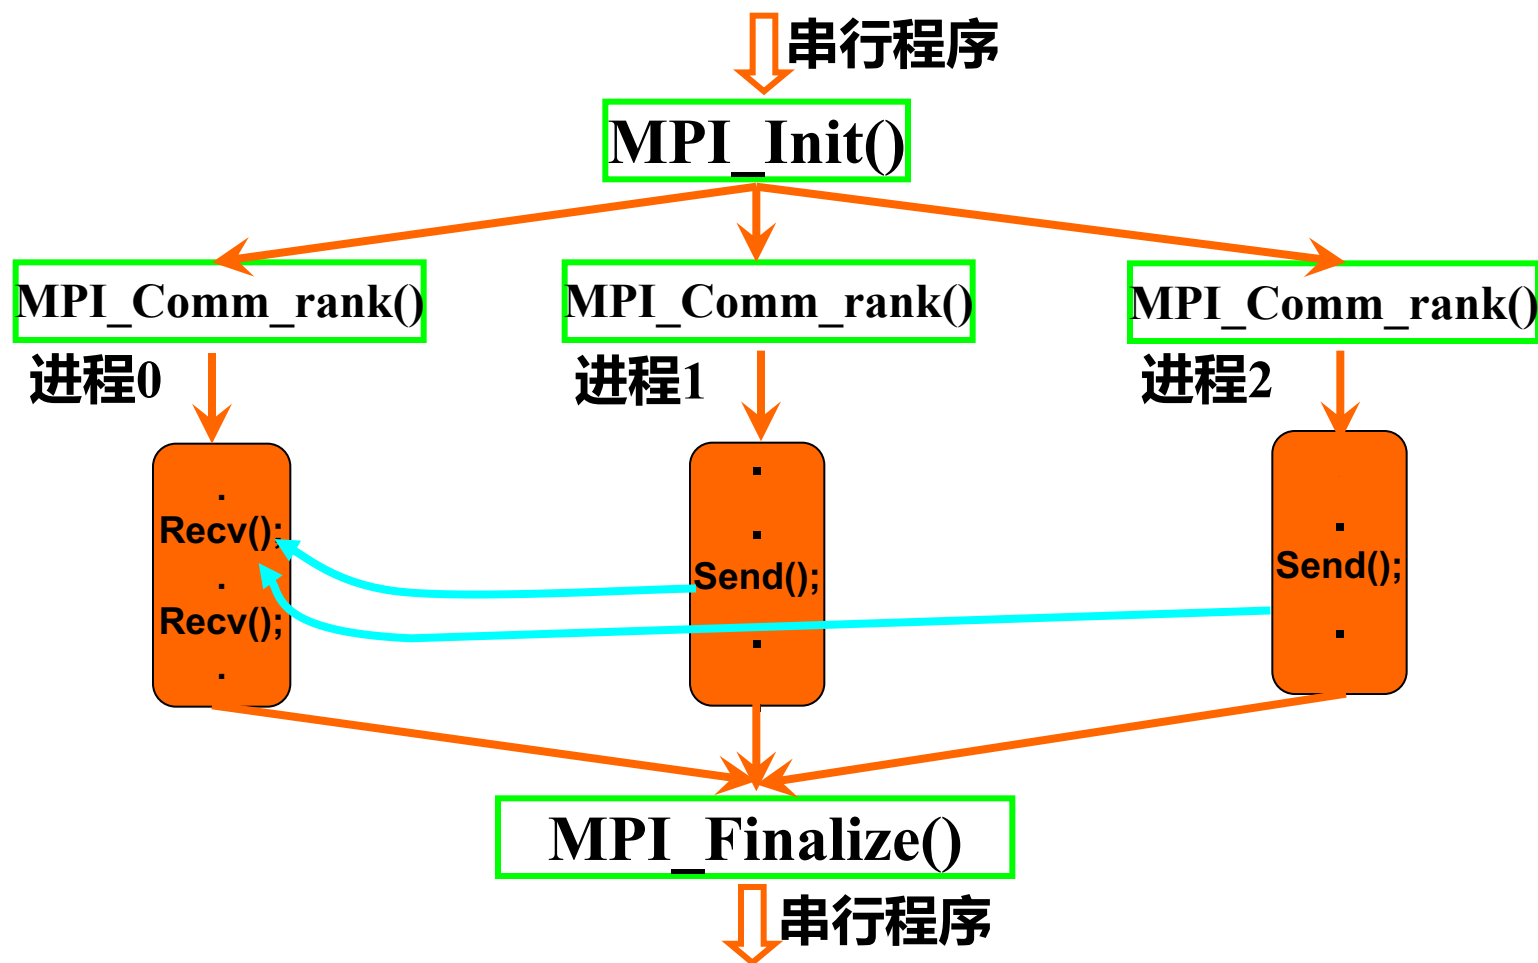 串行程序
MPI_Init()
MPI_Comm_rank()
MPI_Comm_rank()
MPI_Comm_rank()
进程0
进程1
进程2
.
Recv();
.
Recv();
.
.
.
Send();
.
.
Send();
.
MPI_Finalize()
串行程序